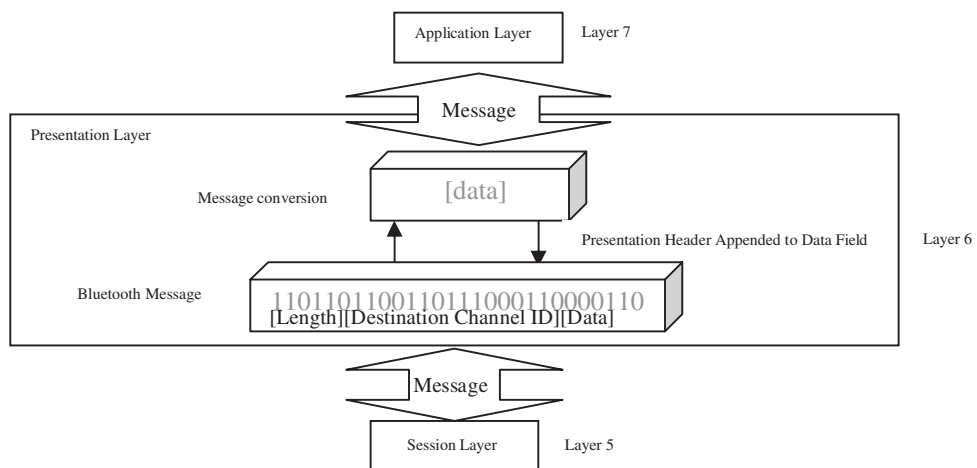 Application Layer
Layer 7
Message
Presentation Layer
[data]
Message conversion
Presentation Header Appended to Data Field
Layer 6
Bluetooth Message
1101101100110111000110000110
[Length][Destination Channel ID][Data]
Message
Session Layer
Layer 5